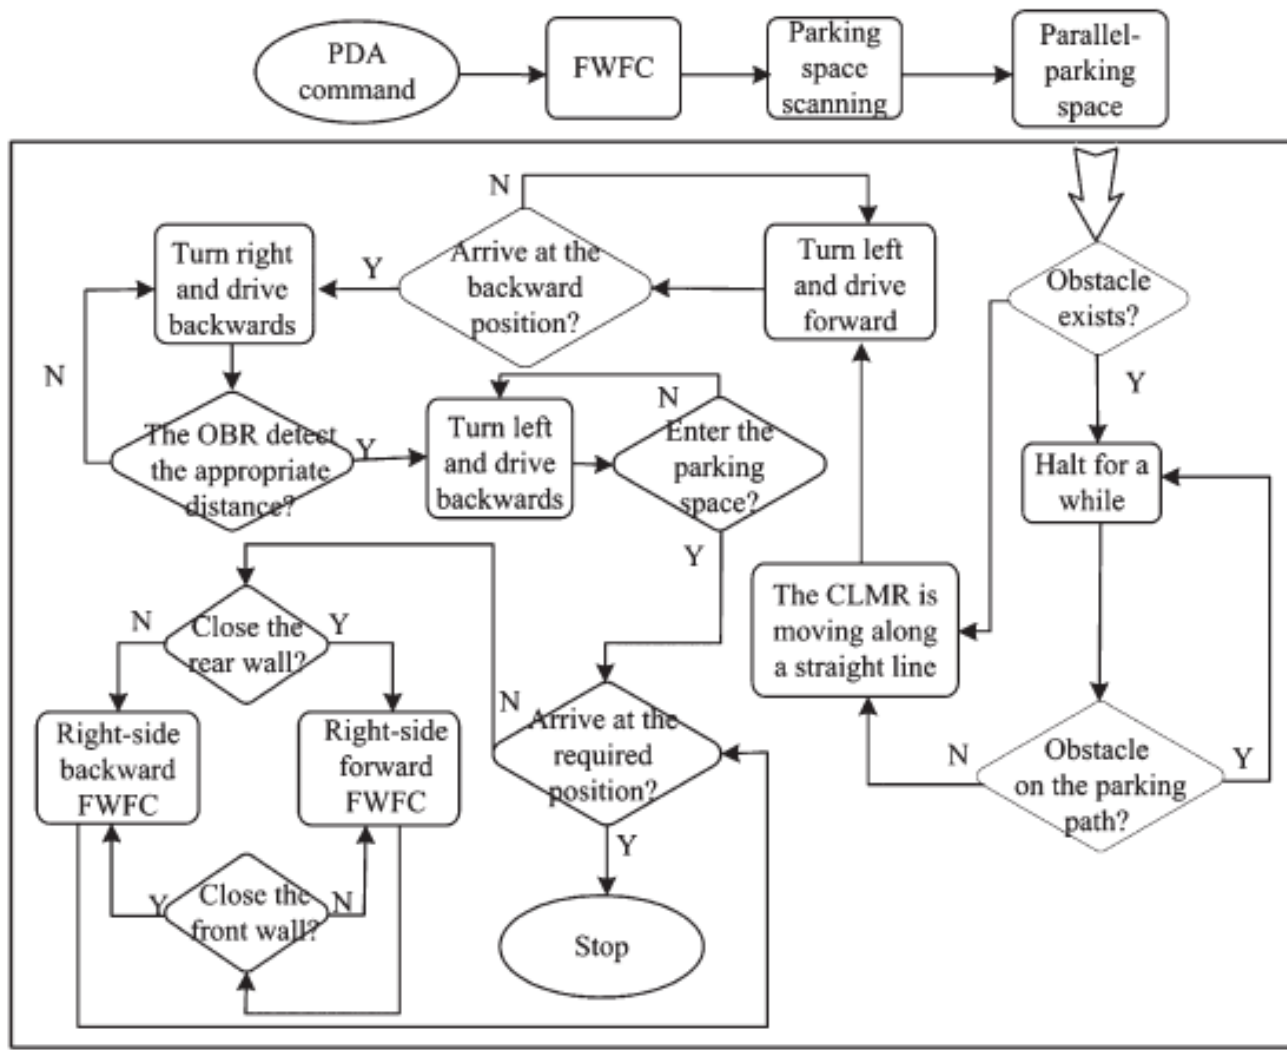 PDA
command
FWFC
Parking
space
scanning
Parallel-
parking
space
N
Turn right
and drive
backwards
Y
Arrive at the
backward
position?
Turn left
and drive
forward
Obstacle
exists?
N
Y
The OBR detect
the appropriate
distance?
Y
Turn left
and drive
backwards
N
Enter the
parking
space?
Halt for a
while
Y
N
Close the
rear wall?
Y
The CLMR is
moving along
a straight line
N
Arrive at the
required
position?
Right-side
backward
FWFC
Right-side
forward
FWFC
N
Obstacle
on the parking
path?
Y
Y
Y
Close the
front wall?
N
Stop